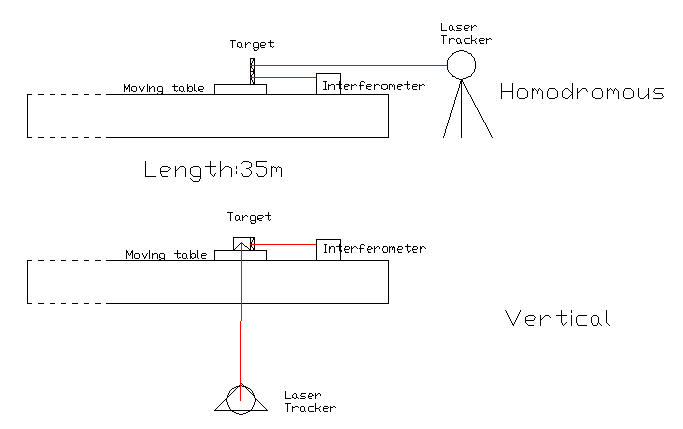 Laser
Tracker
Target
Interferometer
Moving table
Homodromous
Length:35m
Target
Interferometer
Moving table
Vertical
Laser
Tracker